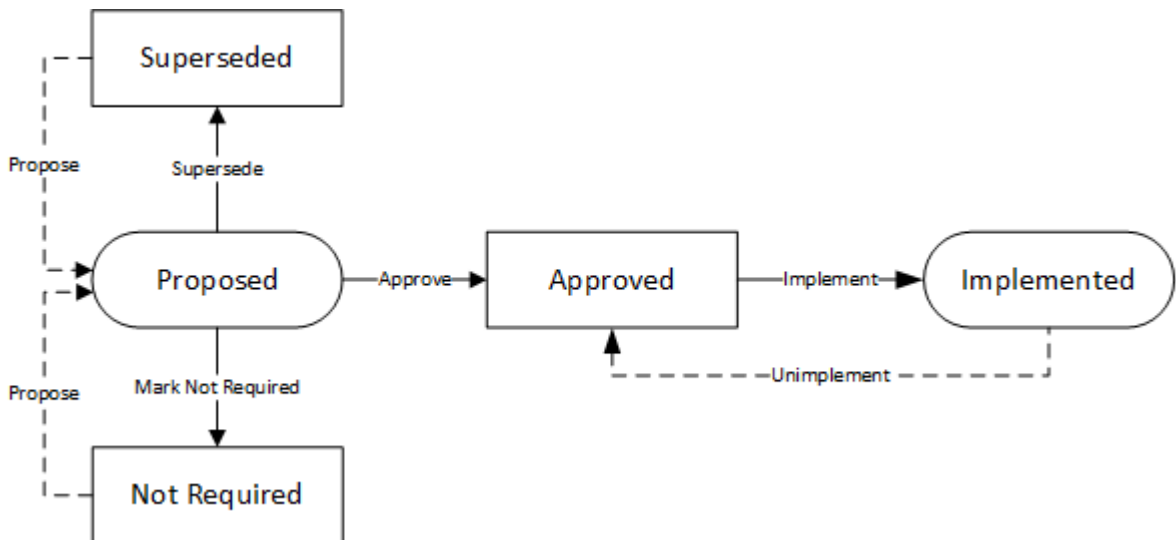 Superseded
Propose
Supersede
Proposed
Approve
Approved
Implement
Implemented
Unimplement
Propose
Mark Not Required
Not Required